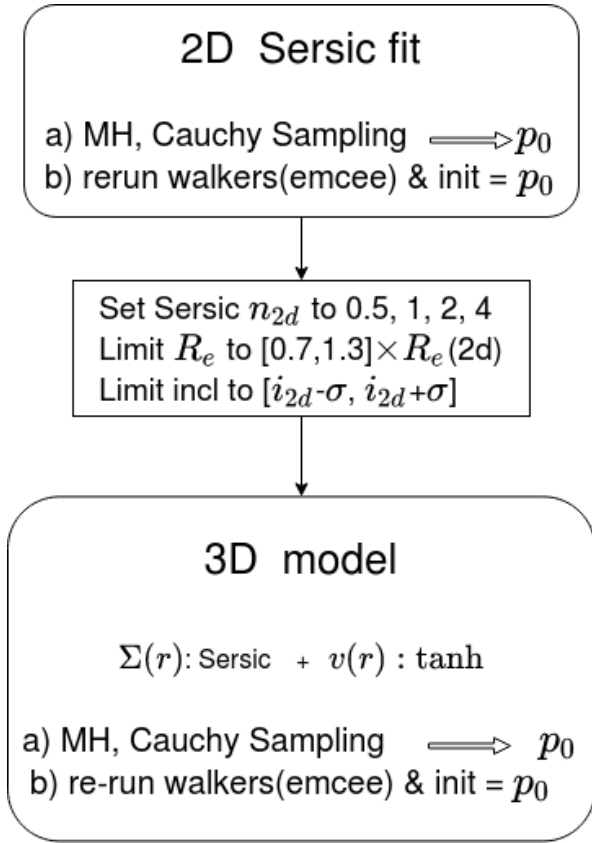 2D Sersic fit
a) MH, Cauchy Sampling ⟹ p₀
b) rerun walkers(emcee) & init = p₀
Set Sersic n₂d to 0.5, 1, 2, 4
Limit Rₑ to [0.7,1.3]×Rₑ(2d)
Limit incl to [i₂d-σ, i₂d+σ]
3D model
Σ(r): Sersic + v(r) : tanh
a) MH, Cauchy Sampling ⟹ p₀
b) re-run walkers(emcee) & init = p₀